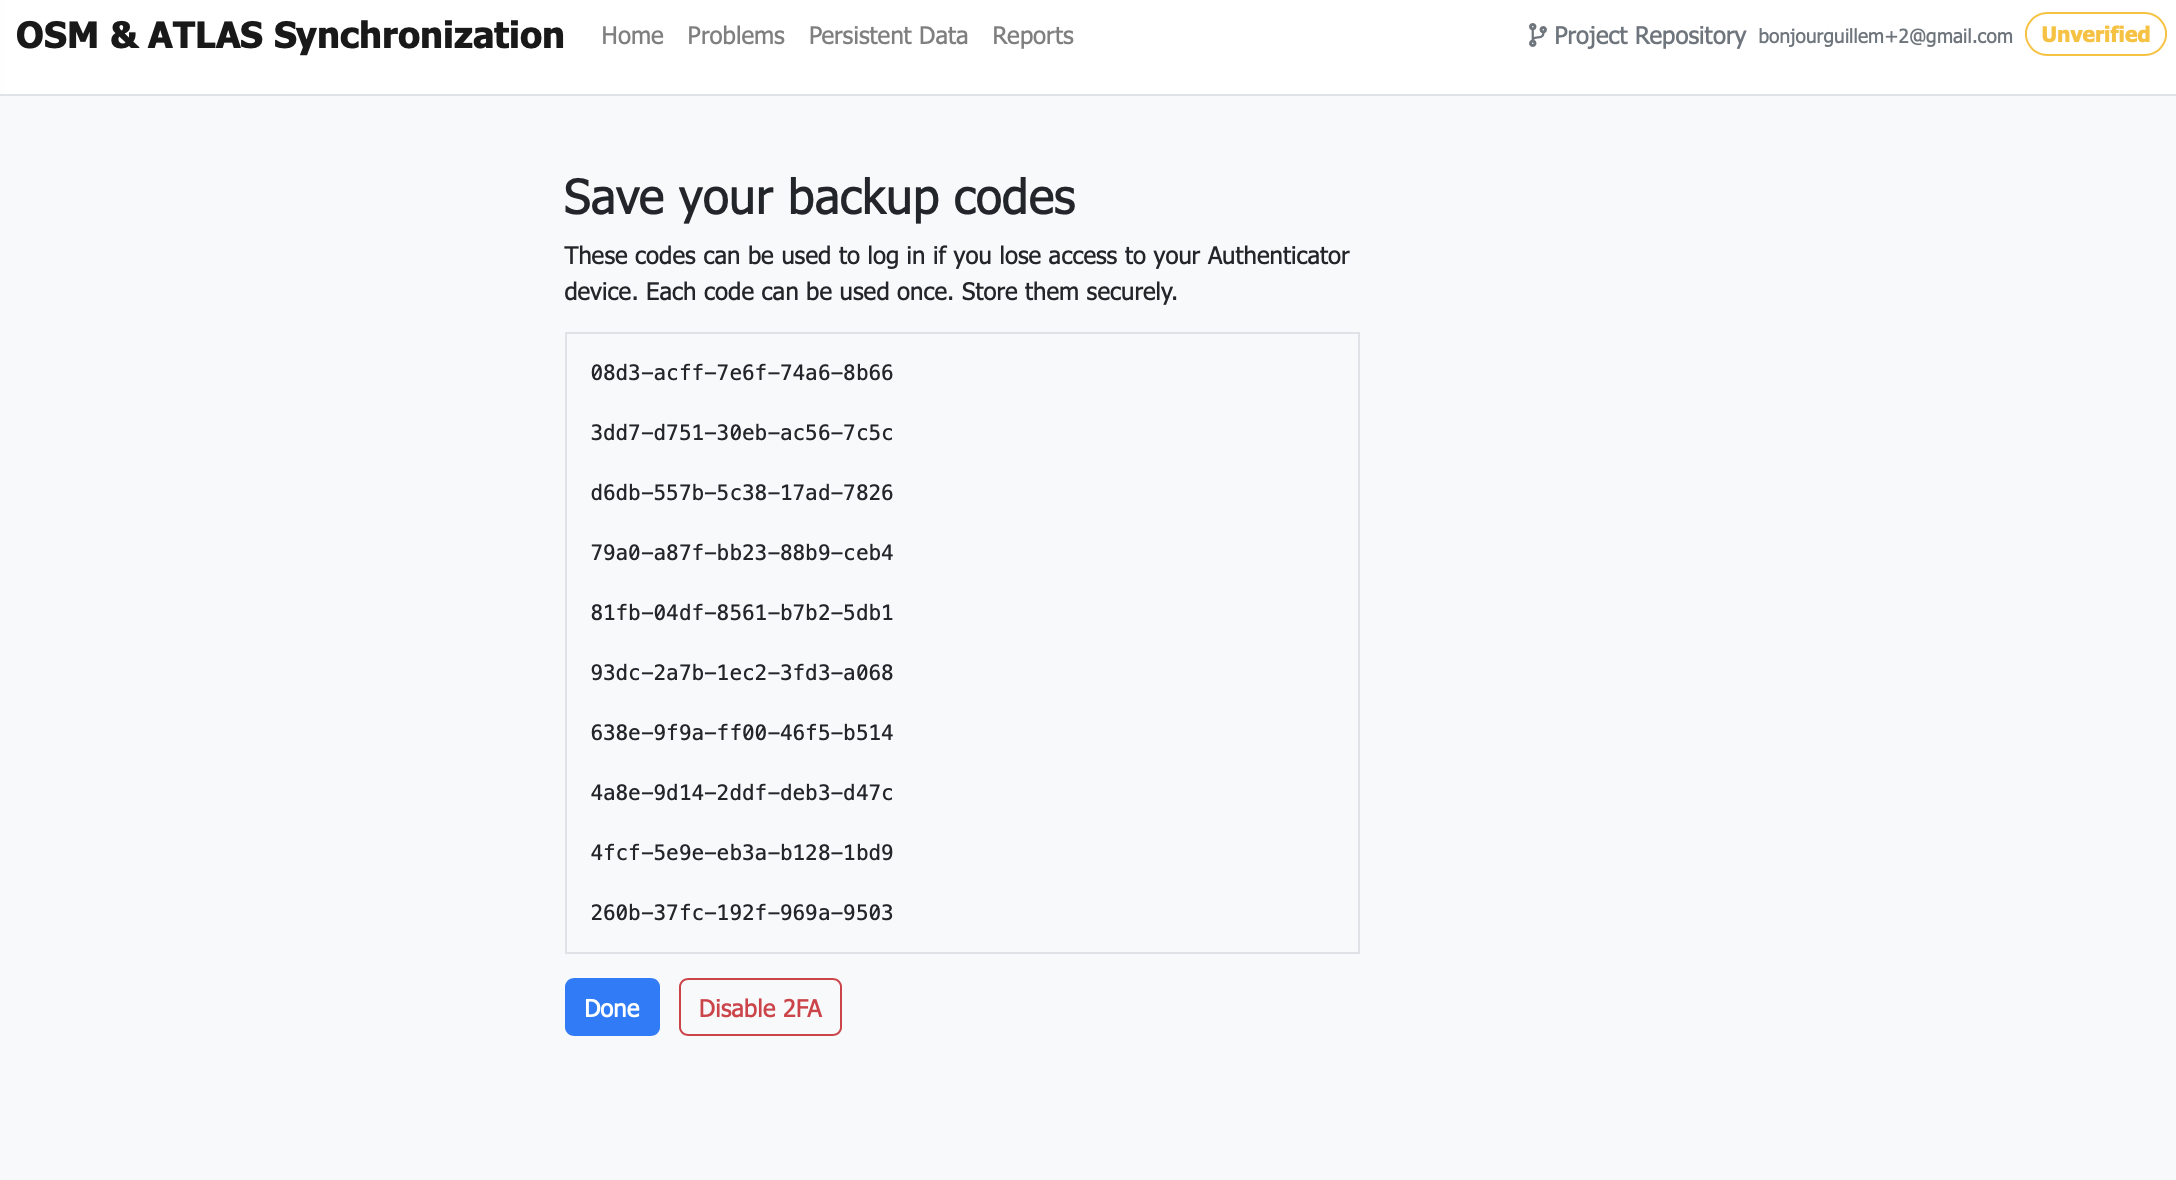 OSM & ATLAS Synchronization Home Problems Persistent Data Reports Project Repository bonjourguillem+2@gmail.com Unverified
Save your backup codes
These codes can be used to log in if you lose access to your Authenticator
device. Each code can be used once. Store them securely.
08d3-acff-7e6f-74a6-8b66
3dd7-d751-30eb-ac56-7c5c
d6db-557b-5c38-17ad-7826
79a0-a87f-bb23-88b9-ceb4
81fb-04df-8561-b7b2-5db1
93dc-2a7b-1ec2-3fd3-a068
638e-9f9a-ff00-46f5-b514
4a8e-9d14-2ddf-deb3-d47c
4fcf-5e9e-eb3a-b128-1bd9
260b-37fc-192f-969a-9503
Done Disable 2FA